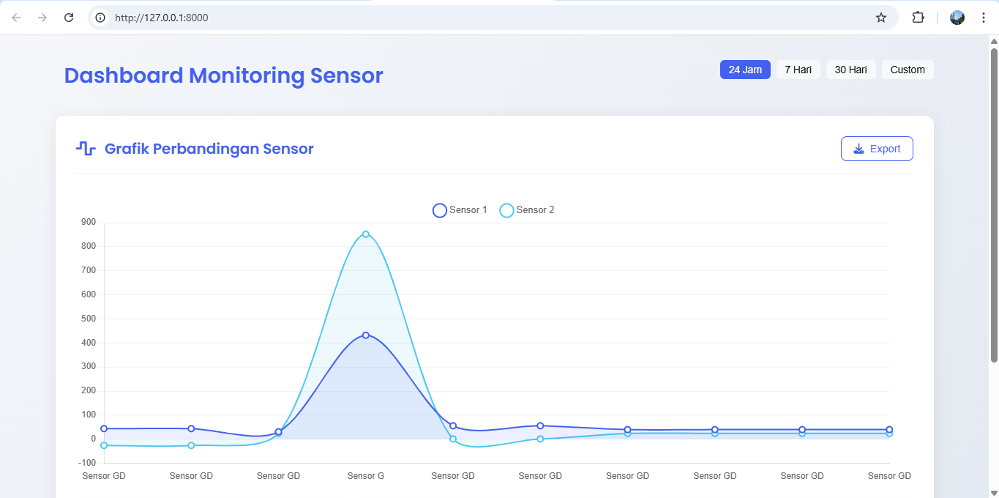 http://127.0.0.1:8000
Dashboard Monitoring Sensor
24 Jam 7 Hari 30 Hari Custom
Grafik Perbandingan Sensor
Export
Sensor 1 Sensor 2
900
800
700
600
500
400
300
200
100
0
-100
Sensor GD Sensor GD Sensor GD Sensor G Sensor GD Sensor GD Sensor GD Sensor GD Sensor GD Sensor GD